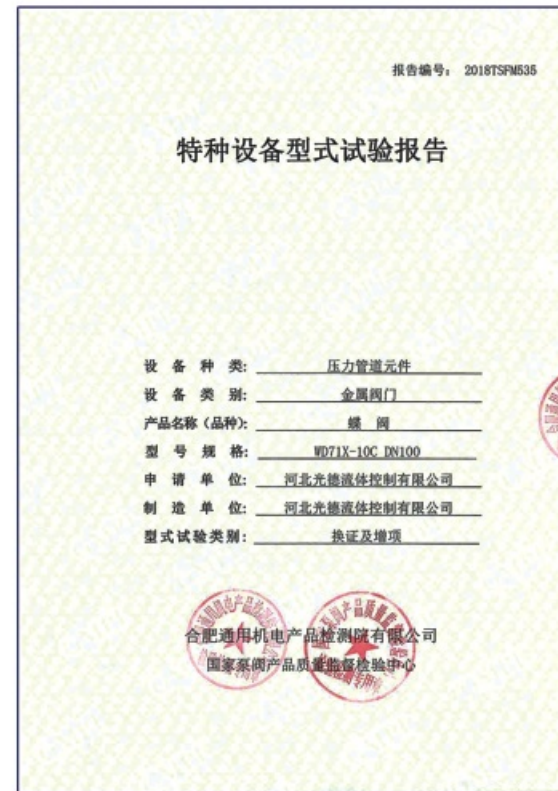 报告编号: 2018TSFM535
特种设备型式试验报告
设备种类: 压力管道元件
设备类别: 金属阀门
产品名称(品种): 蝶 阀
型号规格: WD71X-10C DN100
申请单位: 河北光德流体控制有限公司
制造单位: 河北光德流体控制有限公司
型式试验类别: 换证及增项
合肥通用机电产品检测院有限公司
国家泵阀产品质量监督检验中心